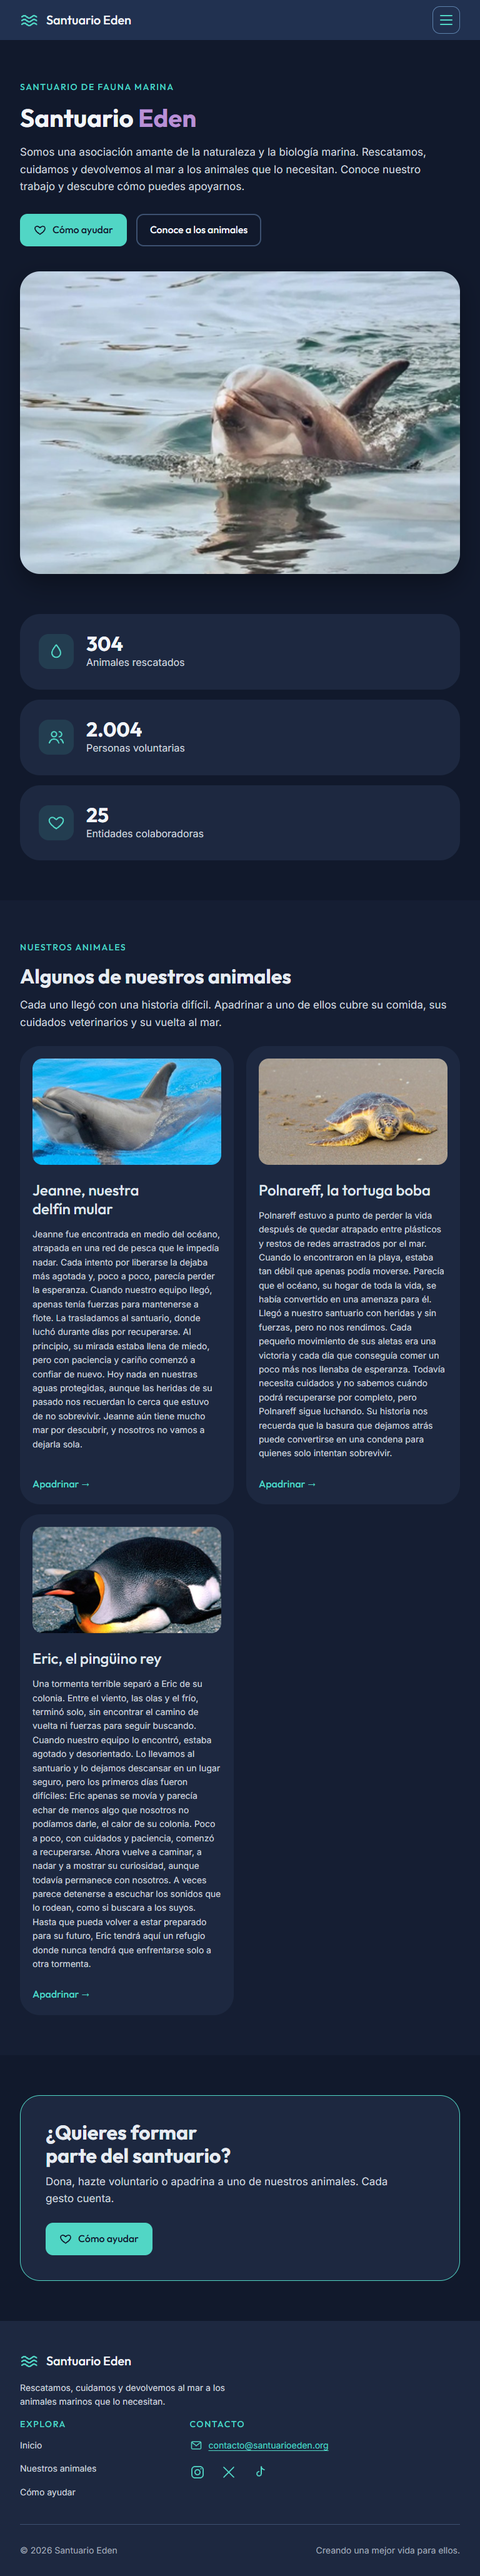 Santuario Eden
SANTUARIO DE FAUNA MARINA
Santuario Eden
Somos una asociación amante de la naturaleza y la biología marina. Rescatamos,
cuidamos y devolvemos al mar a los animales que lo necesitan. Conoce nuestro
trabajo y descubre cómo puedes apoyarnos.
Cómo ayudar
Conoce a los animales
304
Animales rescatados
2.004
Personas voluntarias
25
Entidades colaboradoras
NUESTROS ANIMALES
Algunos de nuestros animales
Cada uno llegó con una historia difícil. Apadrinar a uno de ellos cubre su comida, sus
cuidados veterinarios y su vuelta al mar.
Jeanne, nuestra
delfín mular
Jeanne fue encontrada en medio del océano,
atrapada en una red de pesca que le impedía
nadar. Cada intento por liberarse la dejaba
más agotada y, poco a poco, parecía perder
la esperanza. Cuando nuestro equipo llegó,
apenas tenía fuerzas para mantenerse a
flote. La trasladamos al santuario, donde
luchó durante días por recuperarse. Al
principio, su mirada estaba llena de miedo,
pero con paciencia y cariño comenzó a
confiar de nuevo. Hoy nada en nuestras
aguas protegidas, aunque las heridas de su
pasado nos recuerdan lo cerca que estuvo
de no sobrevivir. Jeanne aún tiene mucho
mar por descubrir, y nosotros no vamos a
dejarla sola.
Apadrinar →
Polnareff, la tortuga boba
Polnareff estuvo a punto de perder la vida
después de quedar atrapado entre plásticos
y restos de redes arrastrados por el mar.
Cuando lo encontraron en la playa, estaba
tan débil que apenas podía moverse. Parecía
que el océano, su hogar de toda la vida, se
había convertido en una amenaza para él.
Llegó a nuestro santuario con heridas y sin
fuerzas, pero no nos rendimos. Cada
pequeño movimiento de sus aletas era una
victoria y cada día que conseguía comer un
poco más nos llenaba de esperanza. Todavía
necesita cuidados y no sabemos cuándo
podrá recuperarse por completo, pero
Polnareff sigue luchando. Su historia nos
recuerda que la basura que dejamos atrás
puede convertirse en una condena para
quienes solo intentan sobrevivir.
Apadrinar →
Eric, el pingüino rey
Una tormenta terrible separó a Eric de su
colonia. Entre el viento, las olas y el frío,
terminó solo, sin encontrar el camino de
vuelta ni fuerzas para seguir buscando.
Cuando nuestro equipo lo encontró, estaba
agotado y desorientado. Lo llevamos al
santuario y lo dejamos descansar en un lugar
seguro, pero los primeros días fueron
difíciles: Eric apenas se movía y parecía
echar de menos algo que nosotros no
podíamos darle, el calor de su colonia. Poco
a poco, con cuidados y paciencia, comenzó
a recuperarse. Ahora vuelve a caminar, a
nadar y a mostrar su curiosidad, aunque
todavía permanece con nosotros. A veces
parece detenerse a escuchar los sonidos que
lo rodean, como si buscara a los suyos.
Hasta que pueda volver a estar preparado
para su futuro, Eric tendrá aquí un refugio
donde nunca tendrá que enfrentarse solo a
otra tormenta.
Apadrinar →
¿Quieres formar
parte del santuario?
Dona, hazte voluntario o apadrina a uno de nuestros animales. Cada
gesto cuenta.
Cómo ayudar
Santuario Eden
Rescatamos, cuidamos y devolvemos al mar a los
animales marinos que lo necesitan.
EXPLORA
Inicio
Nuestros animales
Cómo ayudar
CONTACTO
contacto@santuarioeden.org
© 2026 Santuario Eden
Creando una mejor vida para ellos.